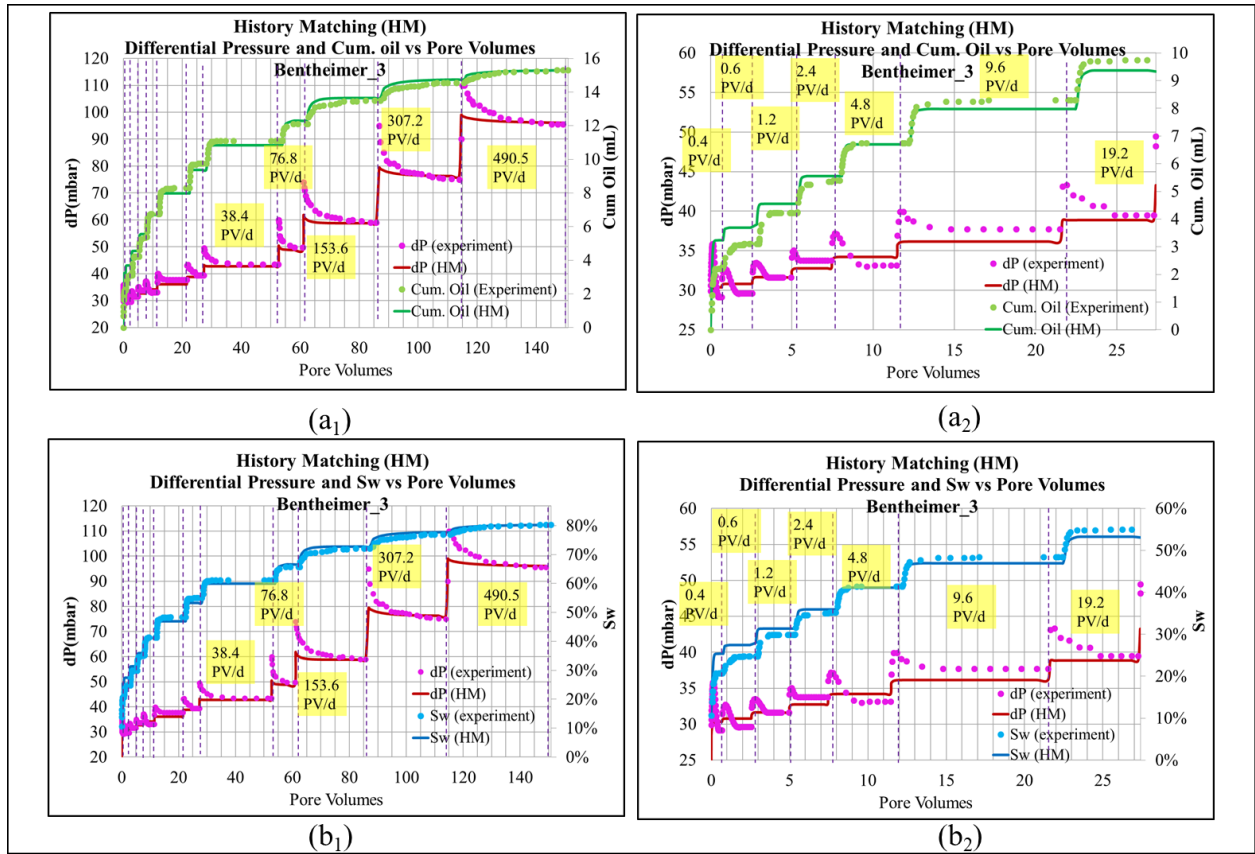 History Matching (HM)
Differential Pressure and Cum. oil vs Pore Volumes
Bentheimer_3
120
110
100
90
80
70
60
50
40
30
20
dP(mbar)
16
14
12
10
8
6
4
2
0
Cum Oil (mL)
307.2
PV/d
76.8
PV/d
490.5
PV/d
38.4
PV/d
153.6
PV/d
dP (experiment)
dP (HM)
Cum. Oil (Experiment)
Cum. Oil (HM)
0 20 40 60 80 100 120 140
Pore Volumes
(a1)
History Matching (HM)
Differential Pressure and Cum. Oil vs Pore Volumes
Bentheimer_3
60
55
50
45
40
35
30
25
dP(mbar)
10
9
8
7
6
5
4
3
2
1
0
Cum. Oil (mL)
0.6
PV/d
2.4
PV/d
9.6
PV/d
1.2
PV/d
4.8
PV/d
0.4
PV/d
19.2
PV/d
dP (experiment)
dP (HM)
Cum. Oil (Experiment)
Cum. Oil (HM)
0 5 10 15 20 25
Pore Volumes
(a2)
History Matching (HM)
Differential Pressure and Sw vs Pore Volumes
Bentheimer_3
120
110
100
90
80
70
60
50
40
30
20
dP(mbar)
80%
70%
60%
50%
40%
30%
20%
10%
0%
Sw
307.2
PV/d
76.8
PV/d
490.5
PV/d
38.4
PV/d
153.6
PV/d
dP (experiment)
dP (HM)
Sw (experiment)
Sw (HM)
0 20 40 60 80 100 120 140
Pore Volumes
(b1)
History Matching (HM)
Differential Pressure and Sw vs Pore Volumes
Bentheimer_3
60
55
50
45
40
35
30
25
dP(mbar)
60%
50%
40%
30%
20%
10%
0%
Sw
0.6
PV/d
2.4
PV/d
4.8
PV/d
1.2
PV/d
0.4
PV/d
9.6
PV/d
19.2
PV/d
dP (experiment)
dP (HM)
Sw (experiment)
Sw (HM)
0 5 10 15 20 25
Pore Volumes
(b2)